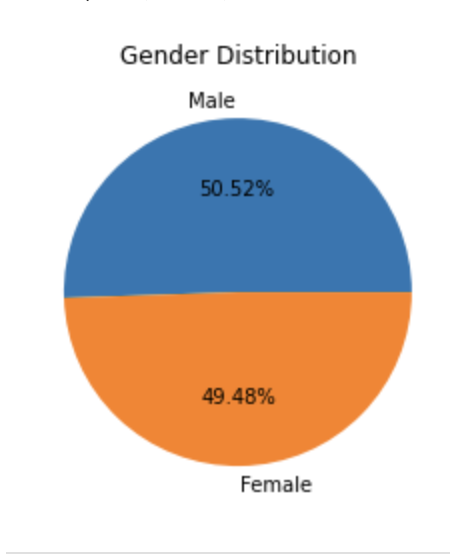 Gender Distribution
Male
50.52%
49.48%
Female